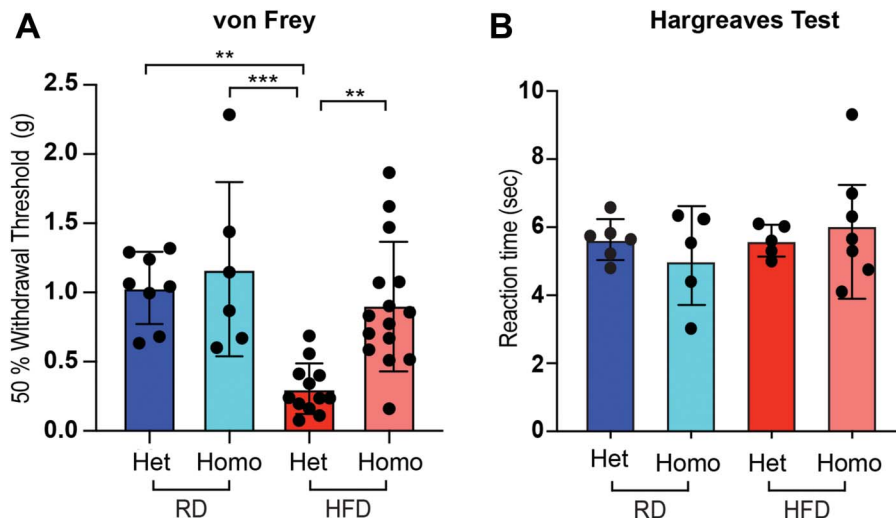 A
von Frey
**
***
**
50 % Withdrawal Threshold (g)
2.5
2.0
1.5
1.0
0.5
0.0
Het Homo Het Homo
RD HFD
B
Hargreaves Test
Reaction time (sec)
10
8
6
4
2
0
Het Homo Het Homo
RD HFD